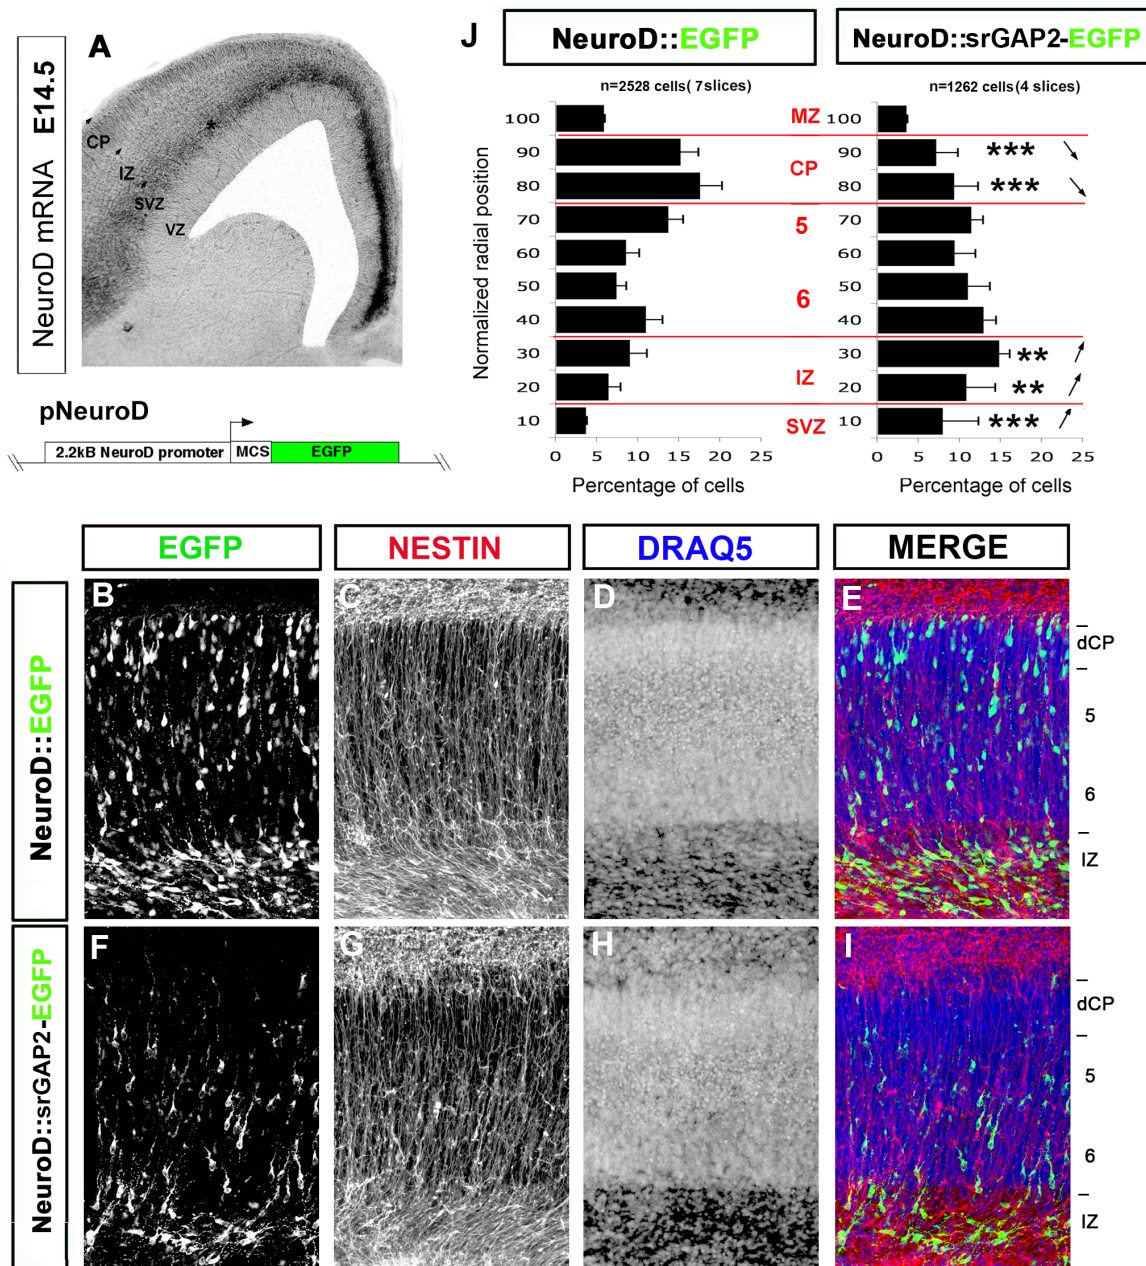 A
NeuroD mRNA E14.5
CP
IZ
*
SVZ
VZ
pNeuroD
2.2kB NeuroD promoter MCS EGFP
J
NeuroD::EGFP
NeuroD::srGAP2-EGFP
n=2528 cells( 7slices)
n=1262 cells (4 slices)
Normalized radial position
100 MZ 100
90 90 ***
CP
80 80 ***
70 5 70
60 60
50 6 50
40 40
30 30 **
IZ
20 20 **
10 SVZ 10 ***
0 5 10 15 20 25 0 5 10 15 20 25
Percentage of cells Percentage of cells
EGFP NESTIN DRAQ5 MERGE
NeuroD::EGFP
B C D E
dCP
5
6
IZ
NeuroD::srGAP2-EGFP
F G H I
dCP
5
6
IZ